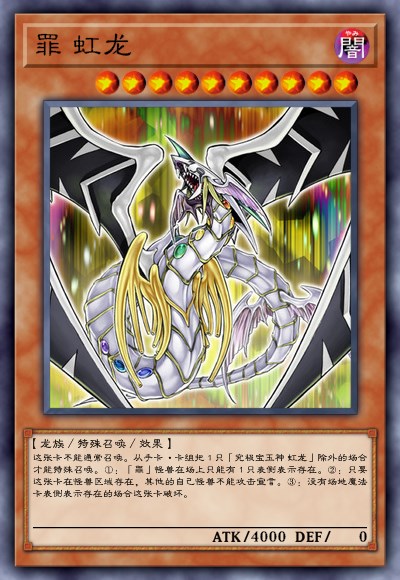 罪 虹龙
やみ
闇
【龙族／特殊召唤／效果】
这张卡不能通常召唤。从手卡・卡组把1只「究极宝玉神 虹龙」除外的场合
才能特殊召唤。①：「罪」怪兽在场上只能有1只表侧表示存在。②：只要
这张卡在怪兽区域存在，其他的自己怪兽不能攻击宣言。③：没有场地魔法
卡表侧表示存在的场合这张卡破坏。
ATK/4000 DEF/ 0